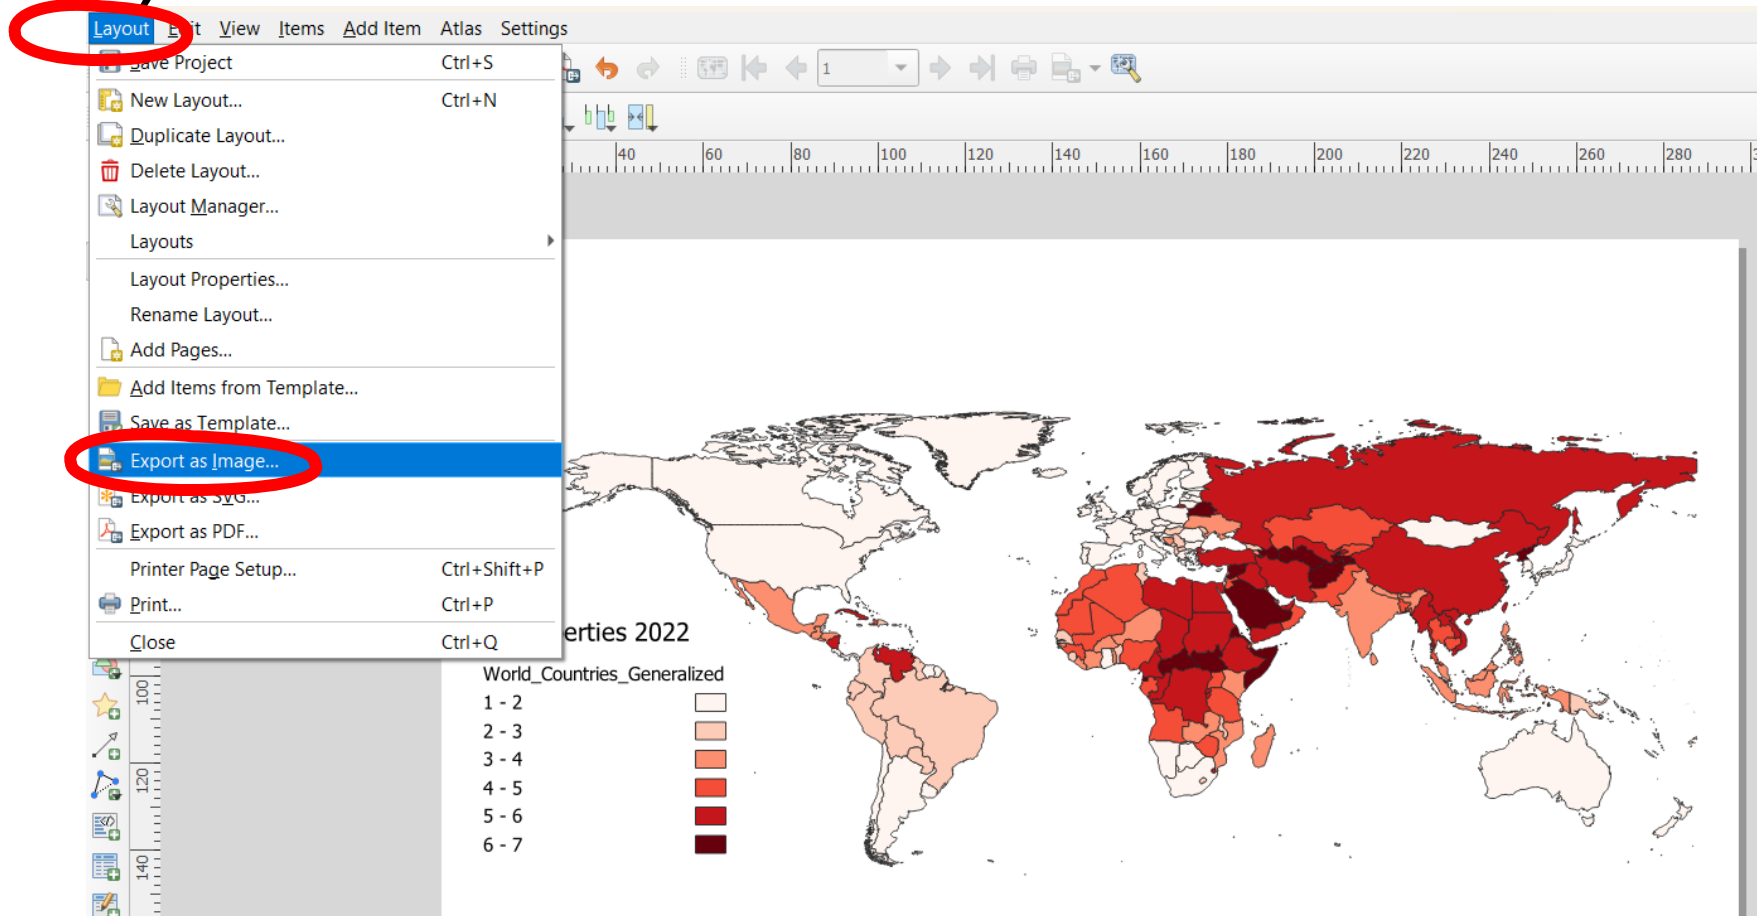 Layout Edit View Items Add Item Atlas Settings
Save Project Ctrl+S
1
New Layout... Ctrl+N
Duplicate Layout...
40 60 80 100 120 140 160 180 200 220 240 260 280
Delete Layout...
Layout Manager...
Layouts
Layout Properties...
Rename Layout...
Add Pages...
Add Items from Template...
Save as Template...
Export as Image...
Export as SVG...
Export as PDF...
Printer Page Setup... Ctrl+Shift+P
Print... Ctrl+P
Close Ctrl+Q
erties 2022
World_Countries_Generalized
1 - 2
2 - 3
3 - 4
4 - 5
5 - 6
6 - 7
100
120
140